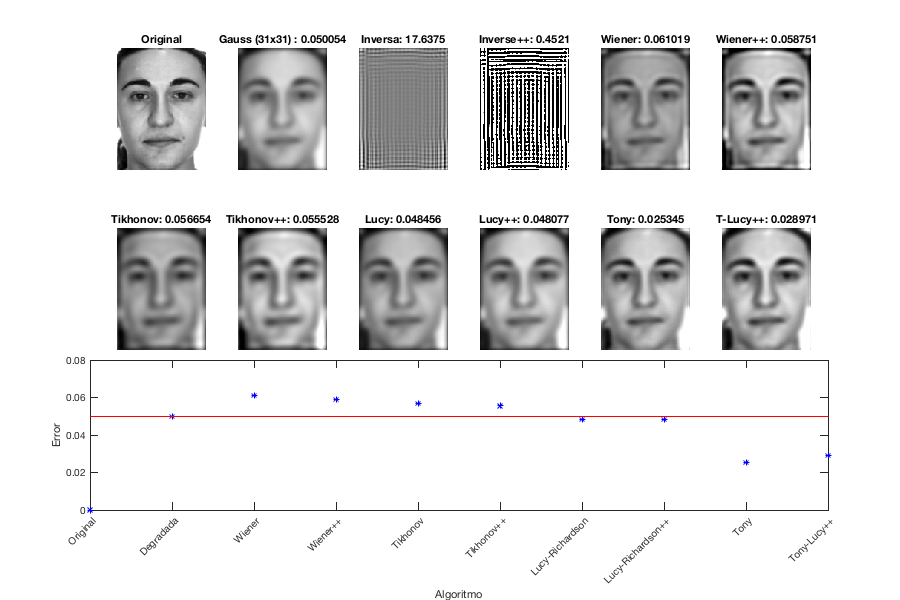 Original Gauss (31x31) : 0.050054 Inversa: 17.6375 Inverse++: 0.4521 Wiener: 0.061019 Wiener++: 0.058751
Tikhonov: 0.056654 Tikhonov++: 0.055528 Lucy: 0.048456 Lucy++: 0.048077 Tony: 0.025345 T-Lucy++: 0.028971
0.08
0.06
0.04
0.02
0
Error
Original Degradada Wiener Wiener++ Tikhonov Tikhonov++ Lucy-Richardson Lucy-Richardson++ Tony Tony-Lucy++
Algoritmo